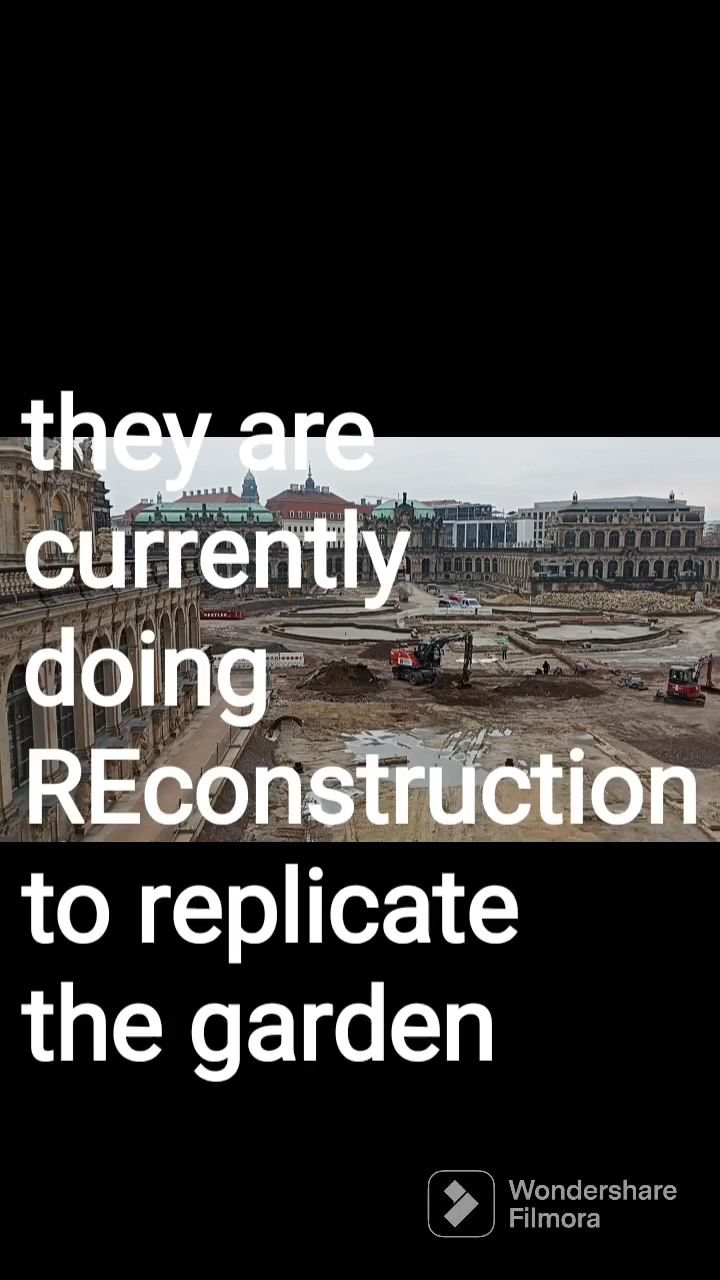 they are
currently
doing
REconstruction
to replicate
the garden
Wondershare
Filmora